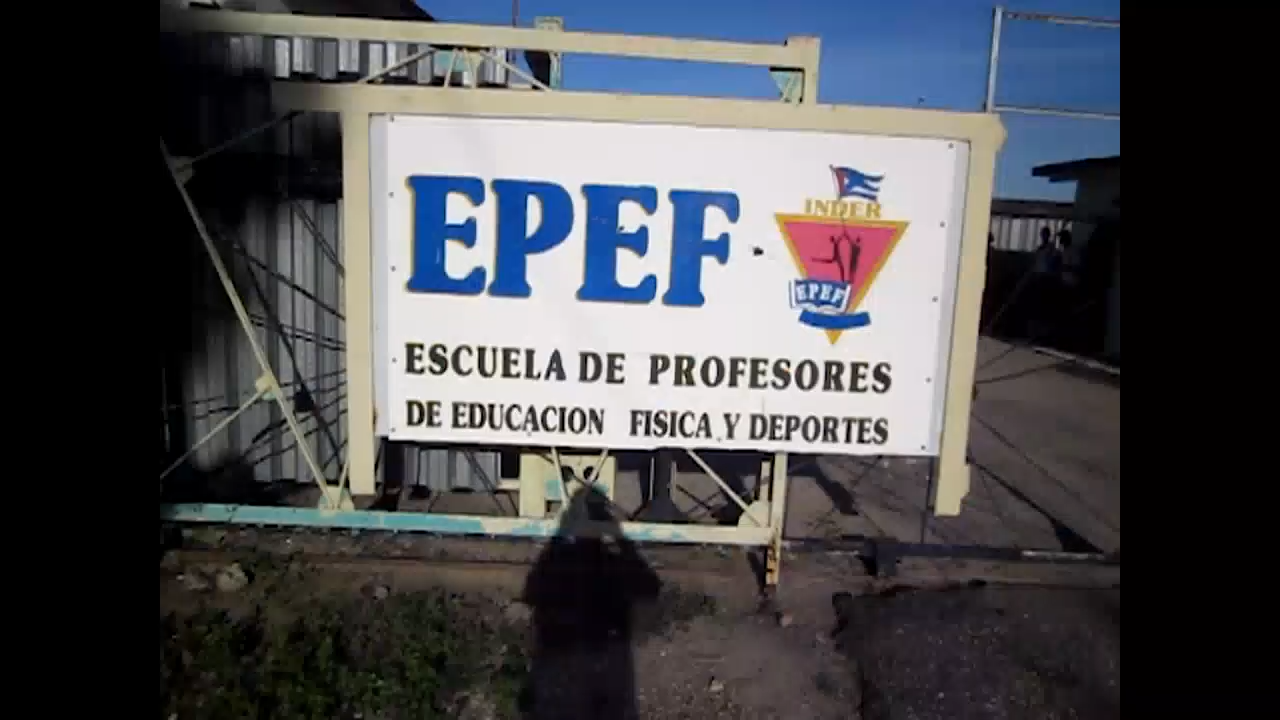 EPEF
INDER
EPEF
ESCUELA DE PROFESORES
DE EDUCACION FISICA Y DEPORTES